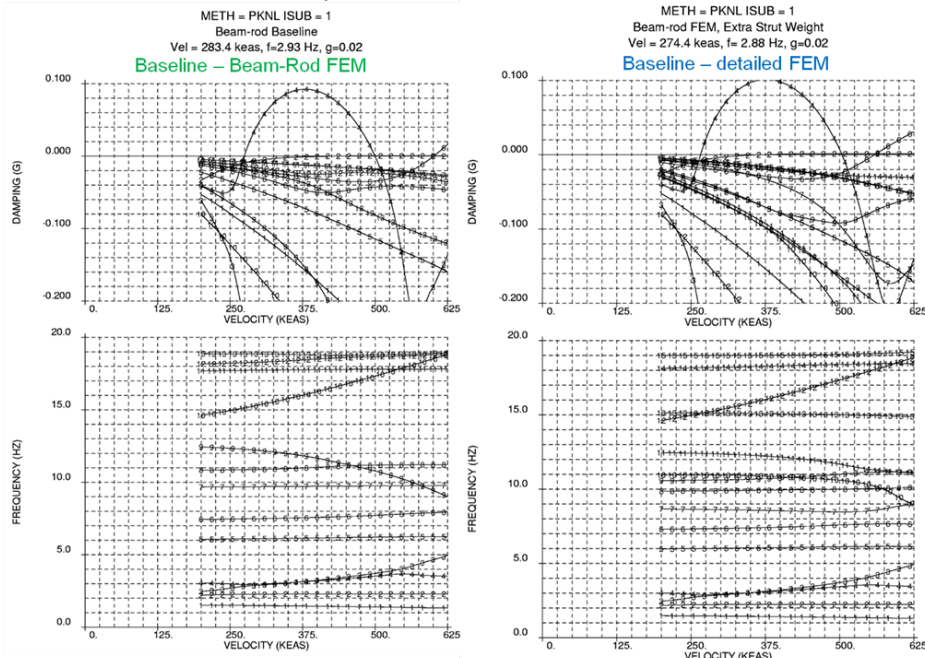 METH = PKNL ISUB = 1
Beam-rod Baseline
Vel = 283.4 keas, f=2.93 Hz, g=0.02
Baseline – Beam-Rod FEM
0.100
0.000
-0.100
-0.200
DAMPING (G)
0. 125. 250. 375. 500. 625
VELOCITY (KEAS)
20.0
15.0
10.0
5.0
0.0
FREQUENCY (HZ)
0. 125. 250. 375. 500. 625
VELOCITY (KEAS)
METH = PKNL ISUB = 1
Beam-rod FEM, Extra Strut Weight
Vel = 274.4 keas, f= 2.88 Hz, g=0.02
Baseline – detailed FEM
0.100
0.000
-0.100
-0.200
DAMPING (G)
0. 125. 250. 375. 500. 625
VELOCITY (KEAS)
20.0
15.0
10.0
5.0
0.0
FREQUENCY (HZ)
0. 125. 250. 375. 500. 625
VELOCITY (KEAS)